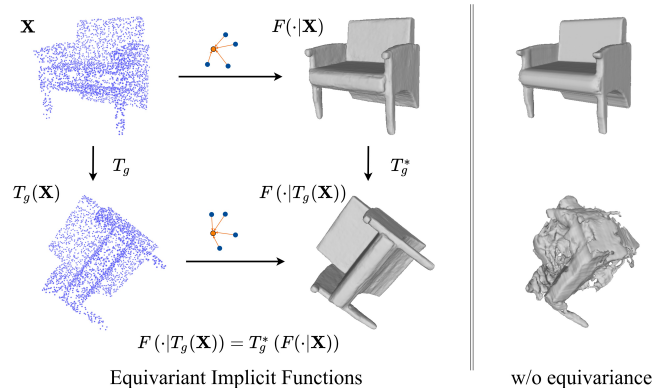 X
F(·|X)
T_g
T_g^*
T_g(X)
F(·|T_g(X))
F(·|T_g(X)) = T_g^*(F(·|X))
Equivariant Implicit Functions
w/o equivariance